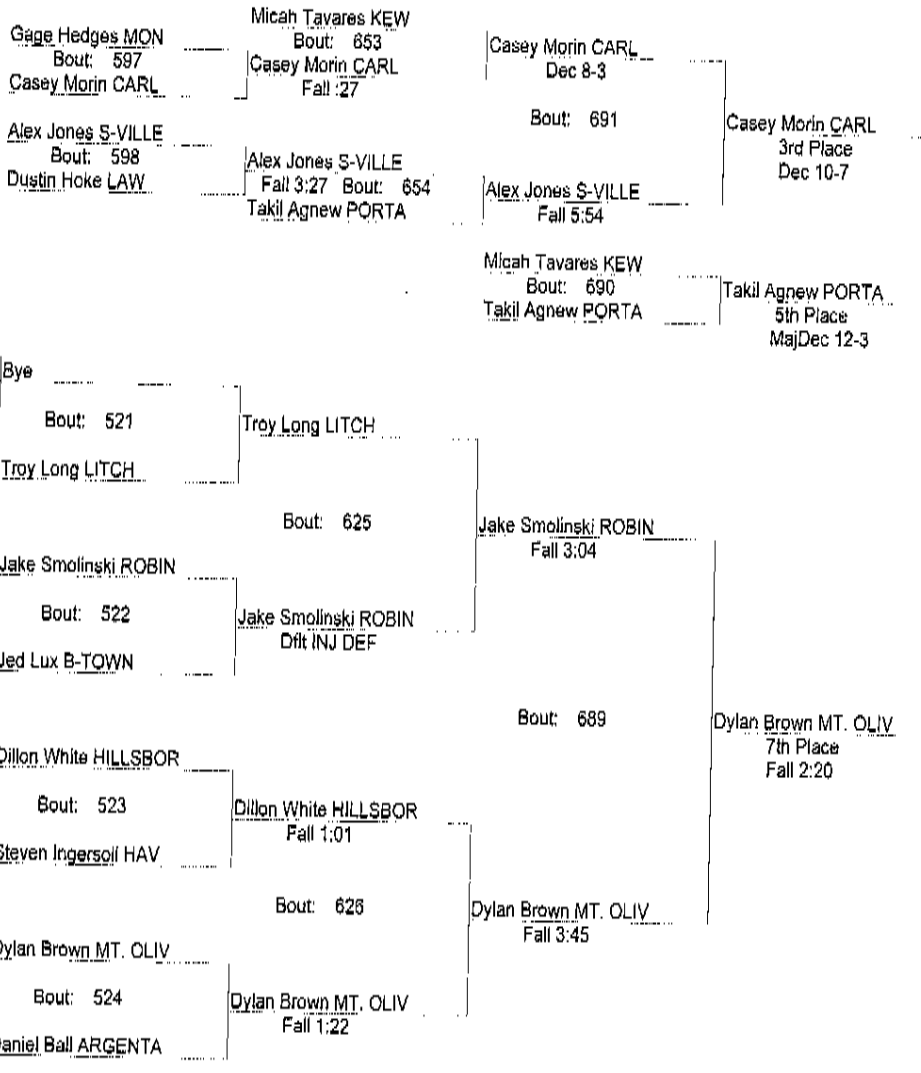 Gage Hedges MON
Bout: 597
Casey Morin CARL
Micah Tavares KEW
Bout: 653
Casey Morin CARL
Fall :27
Casey Morin CARL
Dec 8-3
Alex Jones S-VILLE
Bout: 598
Dustin Hoke LAW
Alex Jones S-VILLE
Fall 3:27 Bout: 654
Takil Agnew PORTA
Bout: 691
Alex Jones S-VILLE
Fall 5:54
Casey Morin CARL
3rd Place
Dec 10-7
Micah Tavares KEW
Bout: 690
Takil Agnew PORTA
Takil Agnew PORTA
5th Place
MajDec 12-3
Bye
Bout: 521
Troy Long LITCH
Troy Long LITCH
Bout: 625
Jake Smolinski ROBIN
Fall 3:04
Jake Smolinski ROBIN
Bout: 522
Jed Lux B-TOWN
Jake Smolinski ROBIN
Dflt INJ DEF
Bout: 689
Dylan Brown MT. OLIV
7th Place
Fall 2:20
Dillon White HILLSBOR
Bout: 523
Steven Ingersoll HAV
Dillon White HILLSBOR
Fall 1:01
Bout: 626
Dylan Brown MT. OLIV
Fall 3:45
Dylan Brown MT. OLIV
Bout: 524
Daniel Ball ARGENTA
Dylan Brown MT. OLIV
Fall 1:22